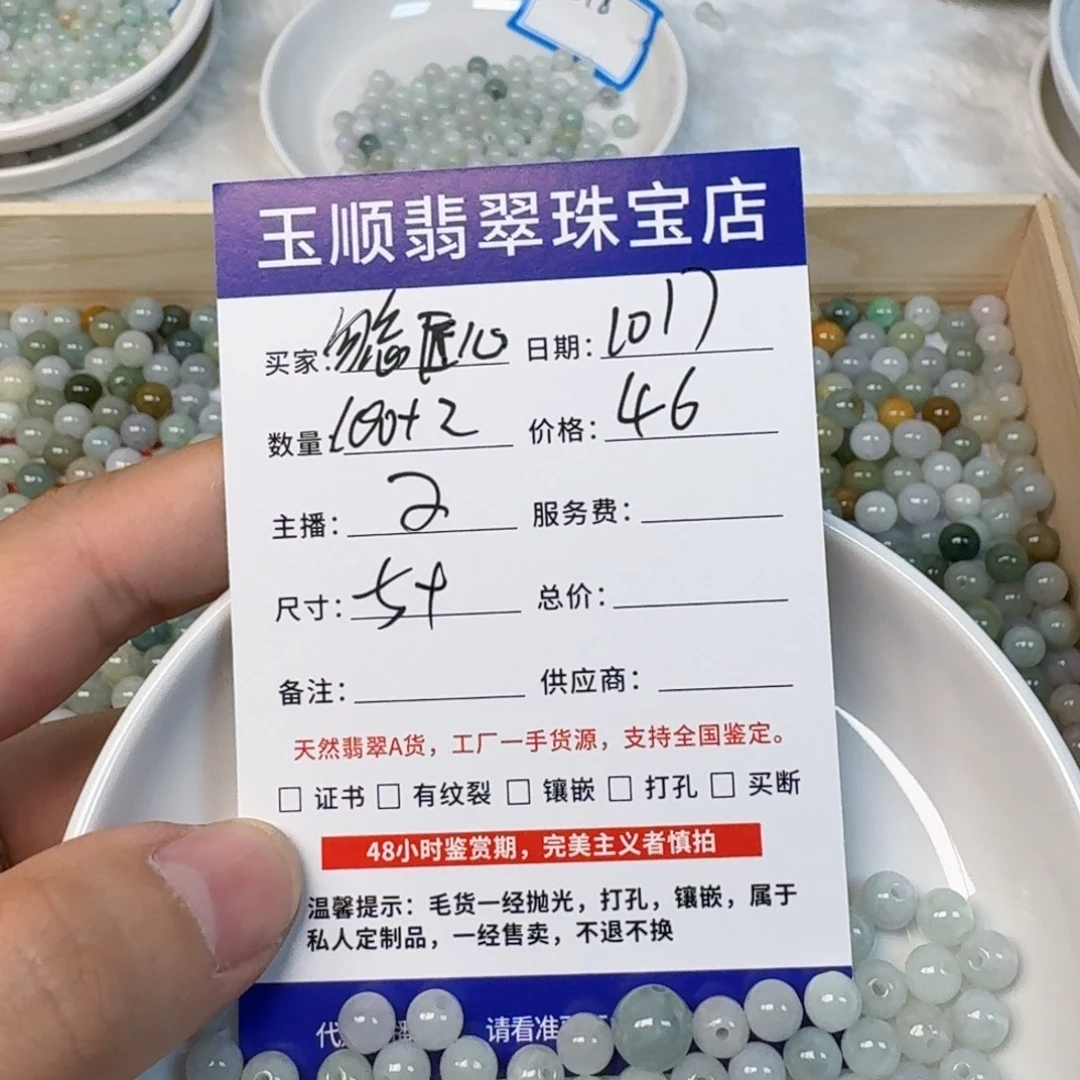 玉顺翡翠珠宝店
买家: 勿忘匠心 日期: 1017
数量 100+2 价格: 46
主播: 2 服务费:
尺寸: 5+ 总价:
备注: 供应商:
天然翡翠A货，工厂一手货源，支持全国鉴定。
□ 证书 □ 有纹裂 □ 镶嵌 □ 打孔 □ 买断
48小时鉴赏期，完美主义者慎拍
温馨提示：毛货一经抛光，打孔，镶嵌，属于
私人定制品，一经售卖，不退不换
请看准